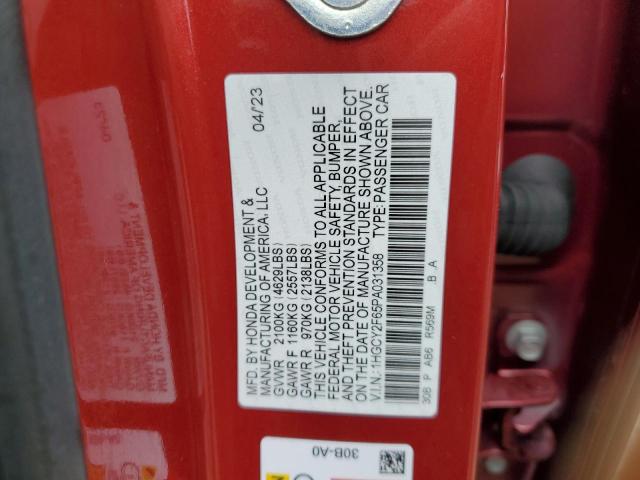 MFD. BY HONDA DEVELOPMENT & 04/'23
MANUFACTURING OF AMERICA, LLC
GVWR 2100KG (4629LBS)
GAWR F 1160KG (2557LBS)
GAWR R 970KG (2138LBS)
THIS VEHICLE CONFORMS TO ALL APPLICABLE
FEDERAL MOTOR VEHICLE SAFETY, BUMPER,
AND THEFT PREVENTION STANDARDS IN EFFECT
ON THE DATE OF MANUFACTURE SHOWN ABOVE.
V.I.N.: 1HGCY2F65PA031358 TYPE: PASSENGER CAR
30B P AB6 R569M .B .A
30B-A0